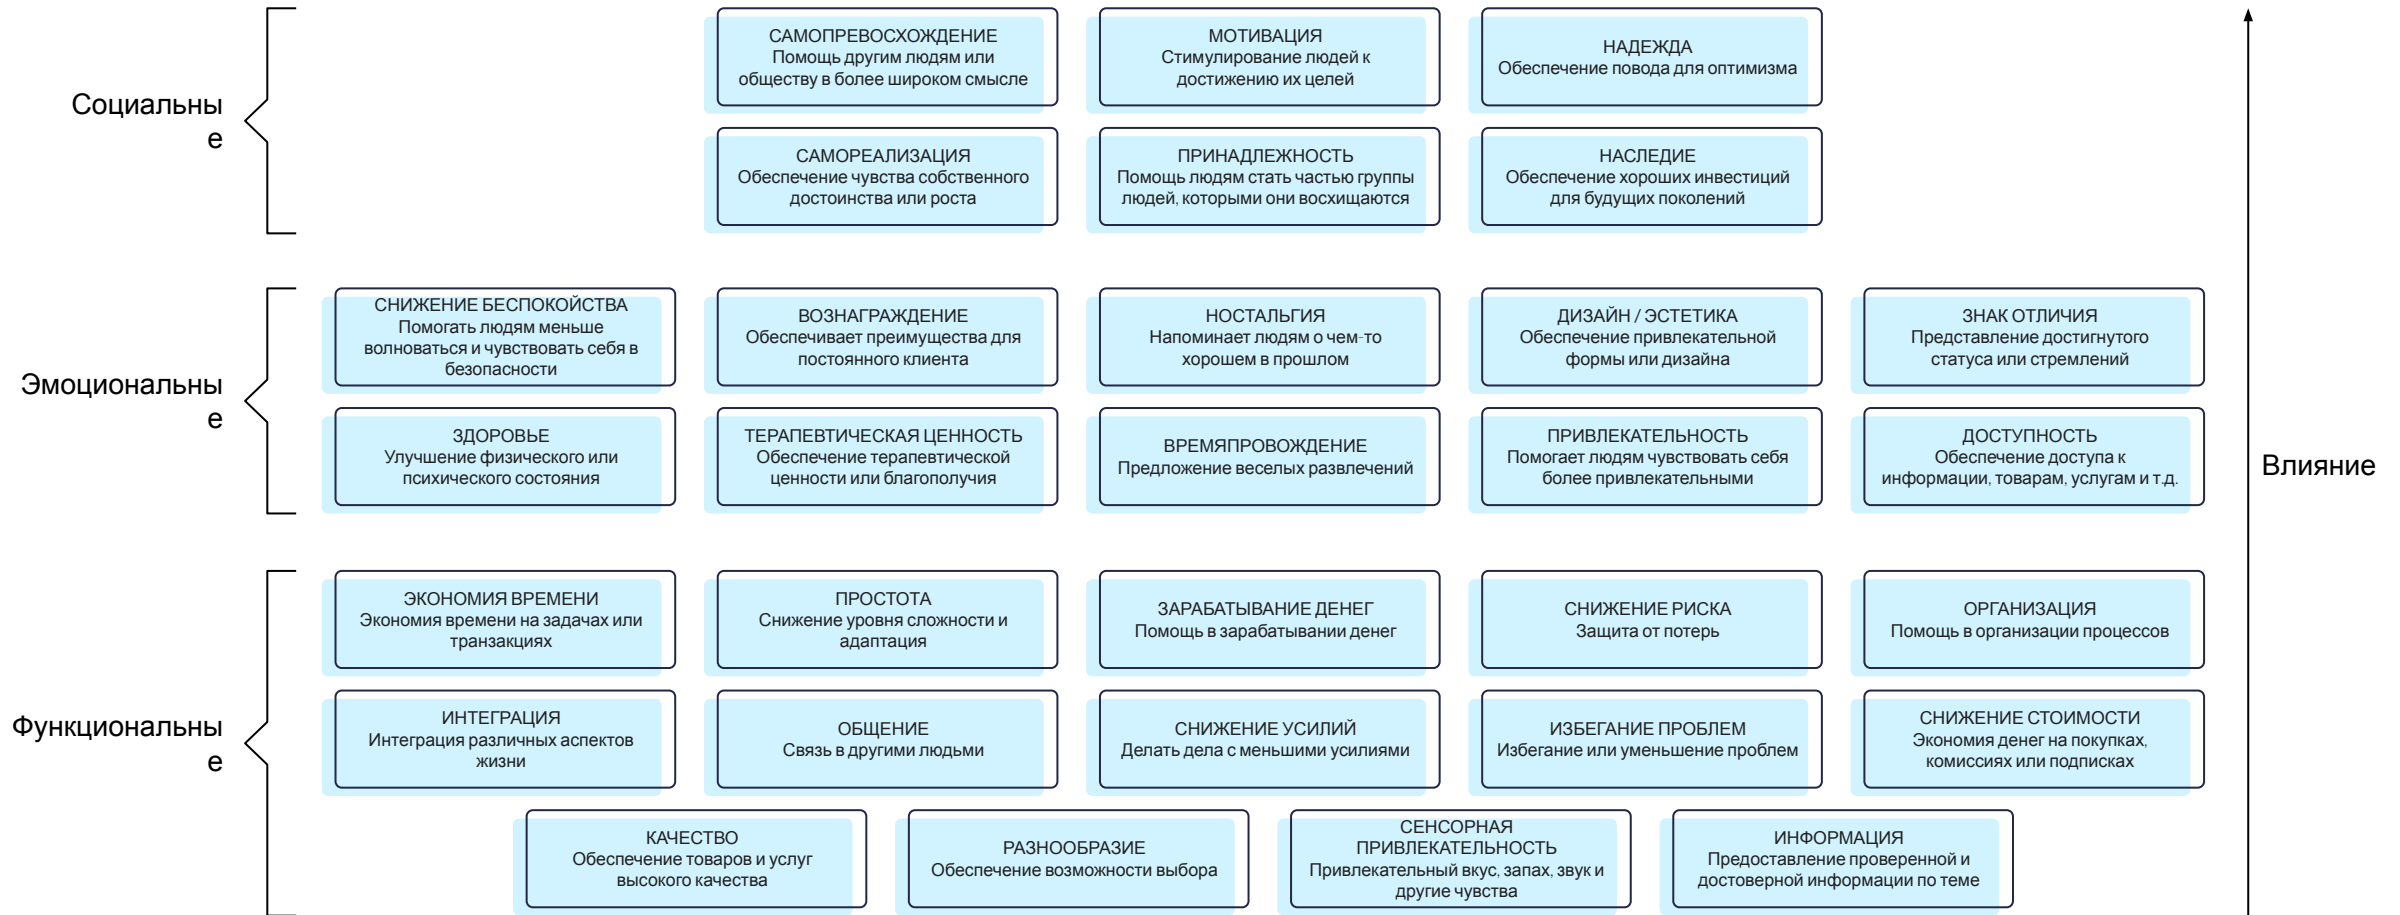 Социальны
е
САМОПРЕВОСХОЖДЕНИЕ
Помощь другим людям или
обществу в более широком смысле
МОТИВАЦИЯ
Стимулирование людей к
достижению их целей
НАДЕЖДА
Обеспечение повода для оптимизма
САМОРЕАЛИЗАЦИЯ
Обеспечение чувства собственного
достоинства или роста
ПРИНАДЛЕЖНОСТЬ
Помощь людям стать частью группы
людей, которыми они восхищаются
НАСЛЕДИЕ
Обеспечение хороших инвестиций
для будущих поколений
Эмоциональны
е
СНИЖЕНИЕ БЕСПОКОЙСТВА
Помогать людям меньше
волноваться и чувствовать себя в
безопасности
ВОЗНАГРАЖДЕНИЕ
Обеспечивает преимущества для
постоянного клиента
НОСТАЛЬГИЯ
Напоминает людям о чем-то
хорошем в прошлом
ДИЗАЙН / ЭСТЕТИКА
Обеспечение привлекательной
формы или дизайна
ЗНАК ОТЛИЧИЯ
Представление достигнутого
статуса или стремлений
ЗДОРОВЬЕ
Улучшение физического или
психического состояния
ТЕРАПЕВТИЧЕСКАЯ ЦЕННОСТЬ
Обеспечение терапевтической
ценности или благополучия
ВРЕМЯПРОВОЖДЕНИЕ
Предложение веселых развлечений
ПРИВЛЕКАТЕЛЬНОСТЬ
Помогает людям чувствовать себя
более привлекательными
ДОСТУПНОСТЬ
Обеспечение доступа к
информации, товарам, услугам и т.д.
Влияние
Функциональны
е
ЭКОНОМИЯ ВРЕМЕНИ
Экономия времени на задачах или
транзакциях
ПРОСТОТА
Снижение уровня сложности и
адаптация
ЗАРАБАТЫВАНИЕ ДЕНЕГ
Помощь в зарабатывании денег
СНИЖЕНИЕ РИСКА
Защита от потерь
ОРГАНИЗАЦИЯ
Помощь в организации процессов
ИНТЕГРАЦИЯ
Интеграция различных аспектов
жизни
ОБЩЕНИЕ
Связь в другими людьми
СНИЖЕНИЕ УСИЛИЙ
Делать дела с меньшими усилиями
ИЗБЕГАНИЕ ПРОБЛЕМ
Избегание или уменьшение проблем
СНИЖЕНИЕ СТОИМОСТИ
Экономия денег на покупках,
комиссиях или подписках
КАЧЕСТВО
Обеспечение товаров и услуг
высокого качества
РАЗНООБРАЗИЕ
Обеспечение возможности выбора
СЕНСОРНАЯ
ПРИВЛЕКАТЕЛЬНОСТЬ
Привлекательный вкус, запах, звук и
другие чувства
ИНФОРМАЦИЯ
Предоставление проверенной и
достоверной информации по теме